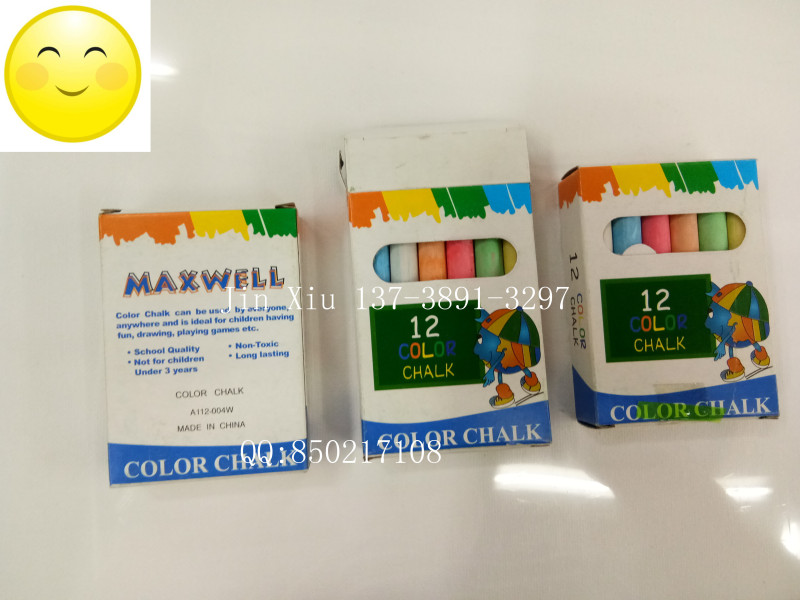 MAXWELL
Color Chalk can be used by everyone,
anywhere and is ideal for children having
fun, drawing, playing games etc.
• School Quality
• Not for children
Under 3 years
• Non-Toxic
• Long lasting
COLOR CHALK
A112-004W
MADE IN CHINA
COLOR CHALK
12
COLOR
CHALK
COLOR CHALK
12 COLOR CHALK
12
COLOR
CHALK
COLOR CHALK
Jin Xiu 137-3891-3297
QQ:850217108